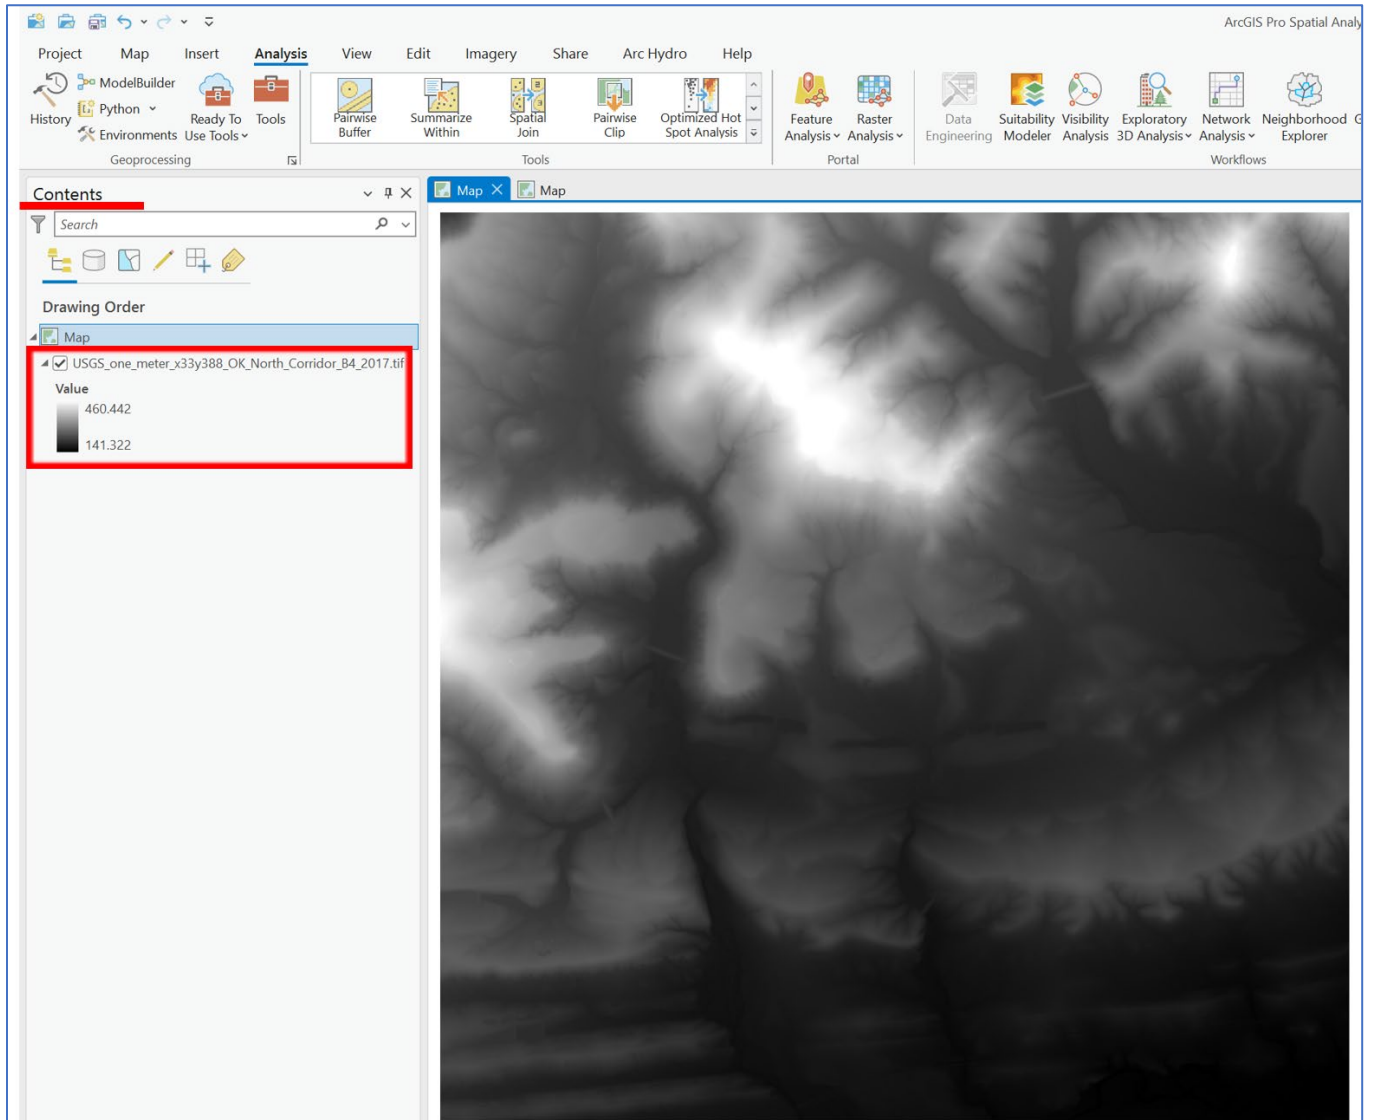 ArcGIS Pro Spatial Analy
Project Map Insert Analysis View Edit Imagery Share Arc Hydro Help
History
ModelBuilder
Python
Environments
Ready To
Use Tools
Tools
Geoprocessing
Pairwise
Buffer
Summarize
Within
Spatial
Join
Pairwise
Clip
Optimized Hot
Spot Analysis
Tools
Feature
Analysis
Raster
Analysis
Portal
Data
Engineering
Suitability
Modeler
Visibility
Analysis
Exploratory
3D Analysis
Network
Analysis
Neighborhood
Explorer
Workflows
Contents
Search
Drawing Order
Map
USGS_one_meter_x33y388_OK_North_Corridor_B4_2017.tif
Value
460.442
141.322
Map Map